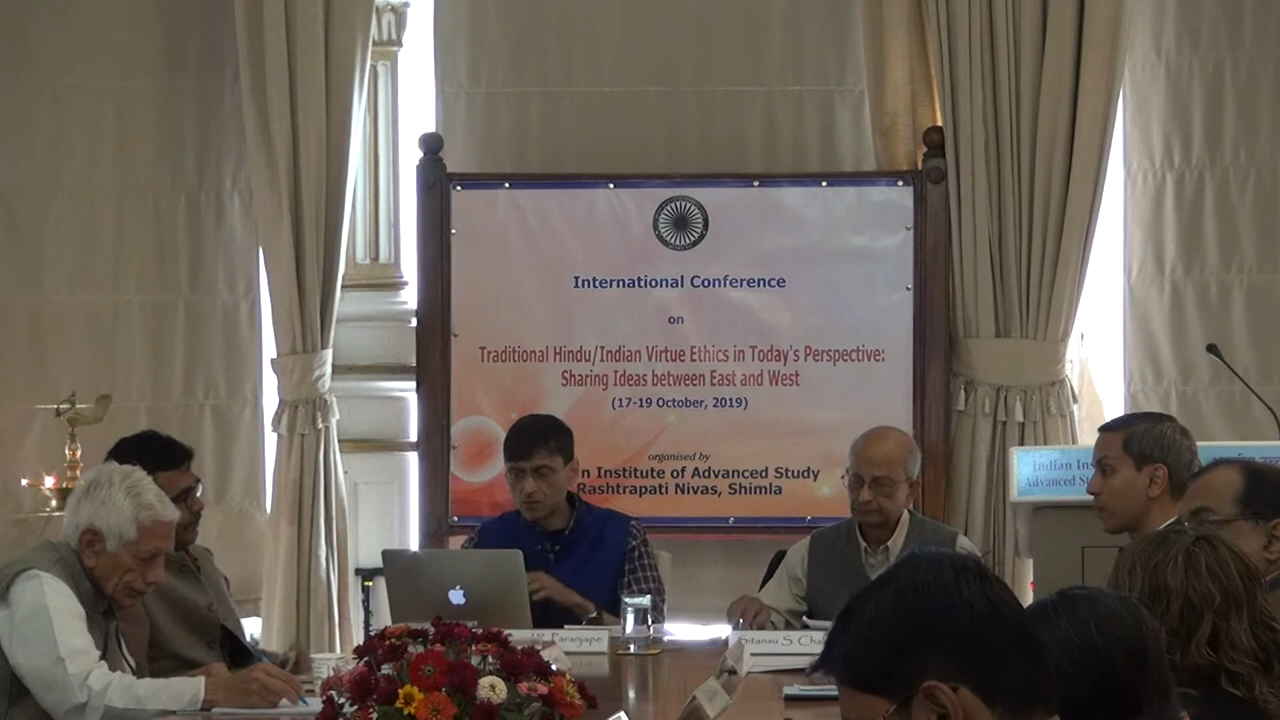 International Conference
on
Traditional Hindu/Indian Virtue Ethics in Today's Perspective:
Sharing Ideas between East and West
(17-19 October, 2019)
organised by
n Institute of Advanced Study
Rashtrapati Nivas, Shimla
Indian Ins
Advanced St
Paranjape
Sitansu S. Chak